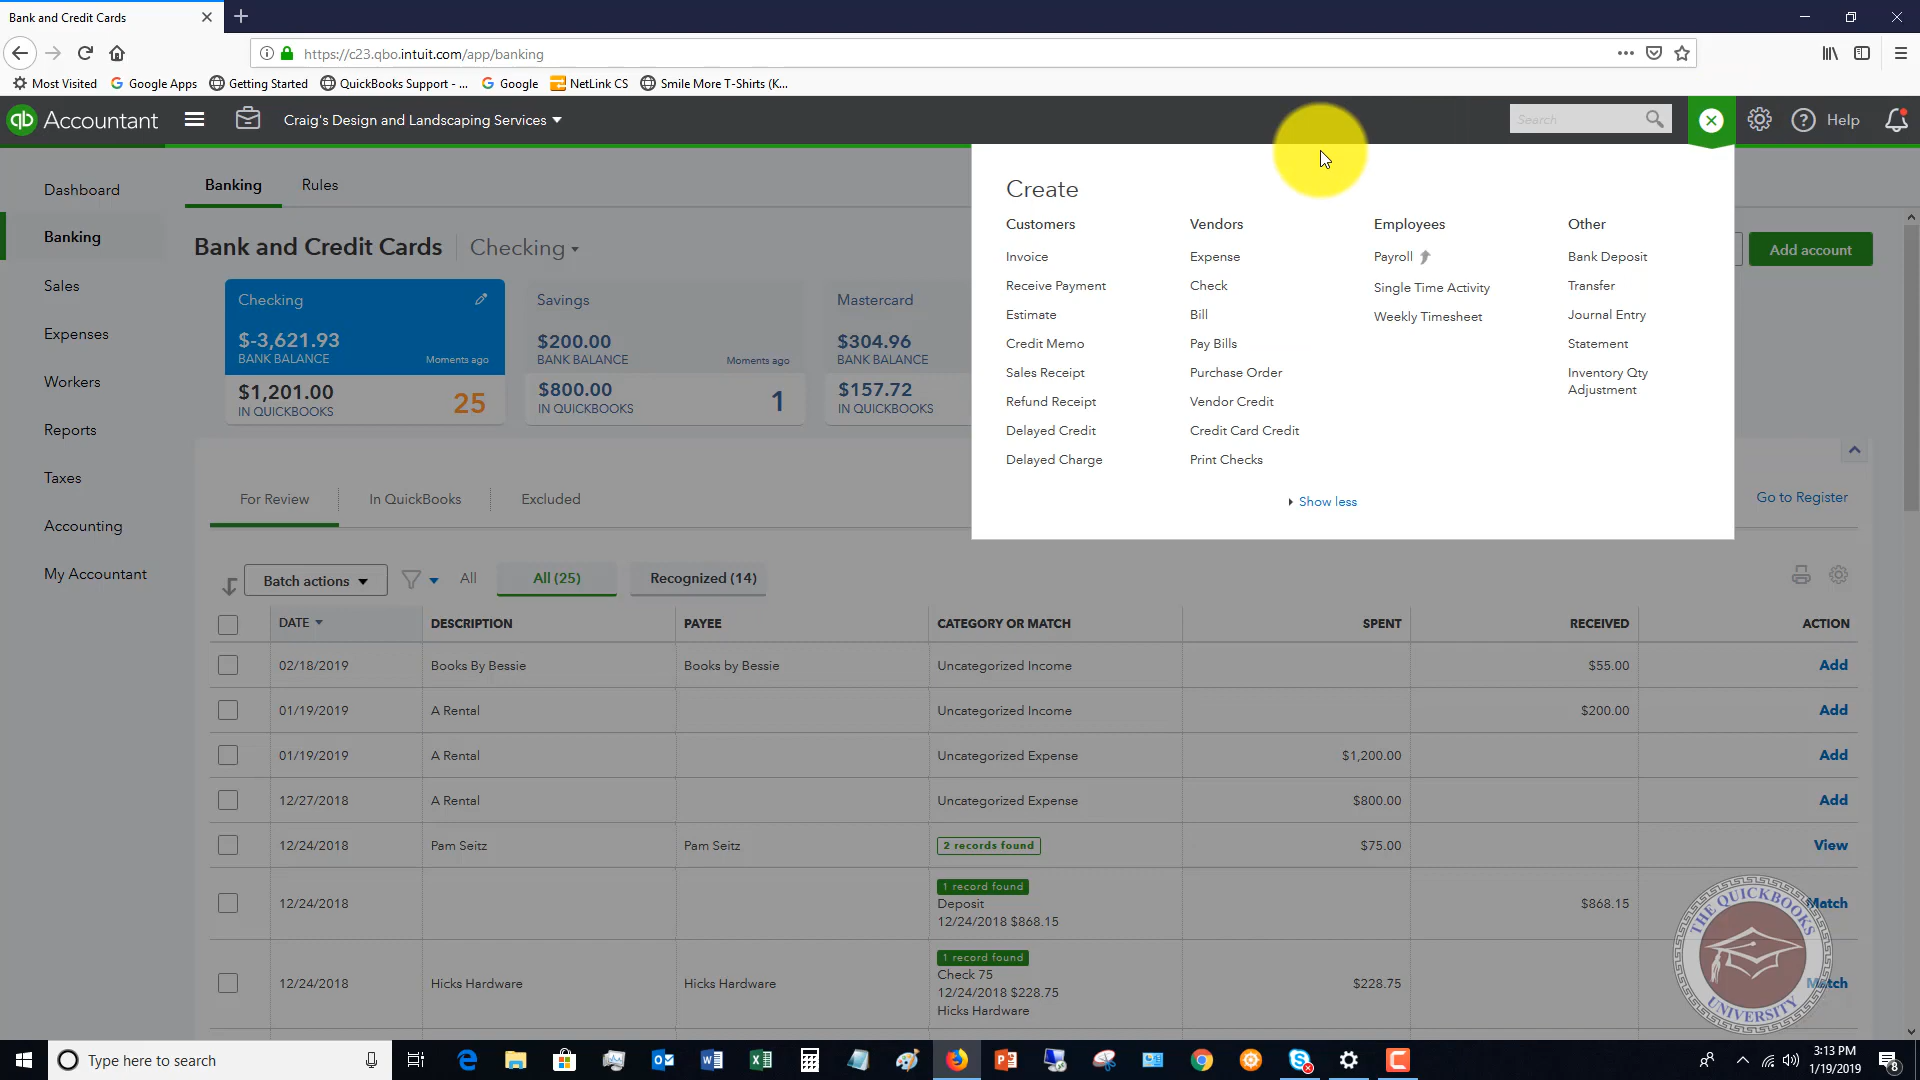 Bank and Credit Cards
https://c23.qbo.intuit.com/app/banking
Most Visited Google Apps Getting Started QuickBooks Support - ... Google NetLink CS Smile More T-Shirts (K...
qb Accountant Craig's Design and Landscaping Services Search Help
Dashboard
Banking
Sales
Expenses
Workers
Reports
Taxes
Accounting
My Accountant
Banking Rules
Bank and Credit Cards Checking
Add account
Checking
$-3,621.93
BANK BALANCE Moments ago
$1,201.00
IN QUICKBOOKS
25
Savings
$200.00
BANK BALANCE Moments ago
$800.00
IN QUICKBOOKS
1
Mastercard
$304.96
BANK BALANCE
$157.72
IN QUICKBOOKS
Create
Customers
Invoice
Receive Payment
Estimate
Credit Memo
Sales Receipt
Refund Receipt
Delayed Credit
Delayed Charge
Vendors
Expense
Check
Bill
Pay Bills
Purchase Order
Vendor Credit
Credit Card Credit
Print Checks
Employees
Payroll
Single Time Activity
Weekly Timesheet
Other
Bank Deposit
Transfer
Journal Entry
Statement
Inventory Qty
Adjustment
Show less
For Review In QuickBooks Excluded
Go to Register
Batch actions All All (25) Recognized (14)
DATE DESCRIPTION PAYEE CATEGORY OR MATCH SPENT RECEIVED ACTION
02/18/2019 Books By Bessie Books by Bessie Uncategorized Income $55.00 Add
01/19/2019 A Rental Uncategorized Income $200.00 Add
01/19/2019 A Rental Uncategorized Expense $1,200.00 Add
12/27/2018 A Rental Uncategorized Expense $800.00 Add
12/24/2018 Pam Seitz Pam Seitz 2 records found $75.00 View
1 record found
12/24/2018 Deposit $868.15 Match
12/24/2018 $868.15
1 record found
Check 75
12/24/2018 Hicks Hardware Hicks Hardware $228.75 Match
12/24/2018 $228.75
Hicks Hardware
THE QUICKBOOKS
UNIVERSITY
Type here to search
3:13 PM
1/19/2019
8